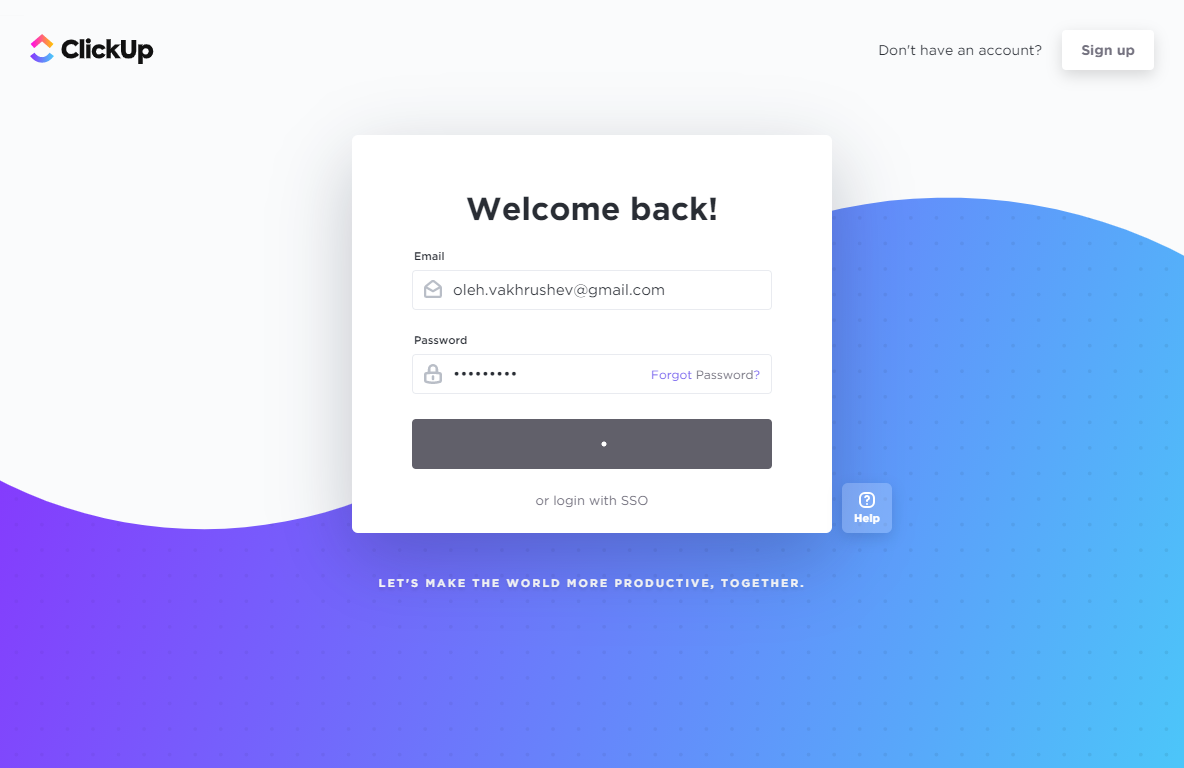 ClickUp
Don't have an account?
Sign up
Welcome back!
Email
oleh.vakhrushev@gmail.com
Password
•••••••••
Forgot Password?
or login with SSO
Help
LET'S MAKE THE WORLD MORE PRODUCTIVE, TOGETHER.